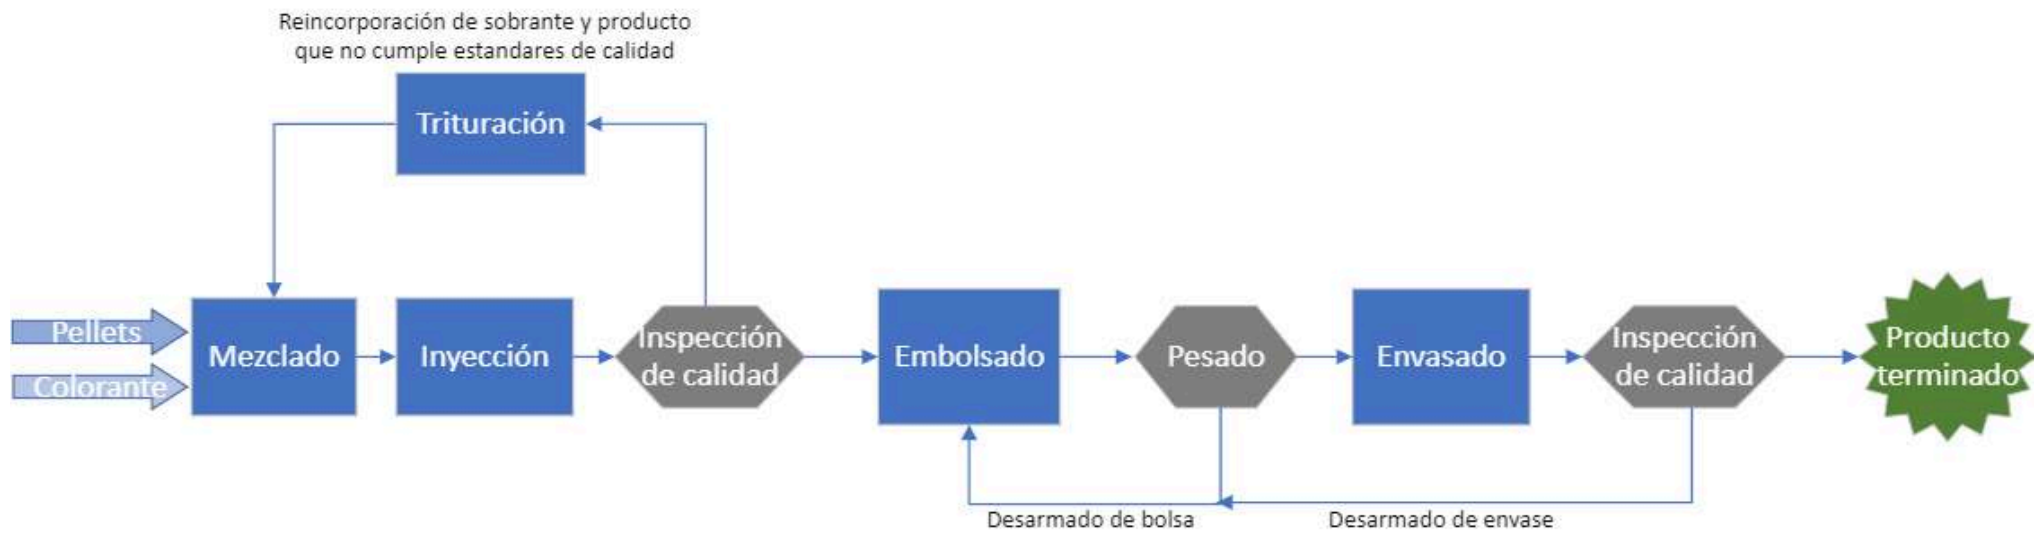 Reincorporación de sobrante y producto
que no cumple estandares de calidad
Trituración
Pellets
Colorante
Mezclado
Inyección
Inspección
de calidad
Embolsado
Pesado
Envasado
Inspección
de calidad
Producto
terminado
Desarmado de bolsa
Desarmado de envase